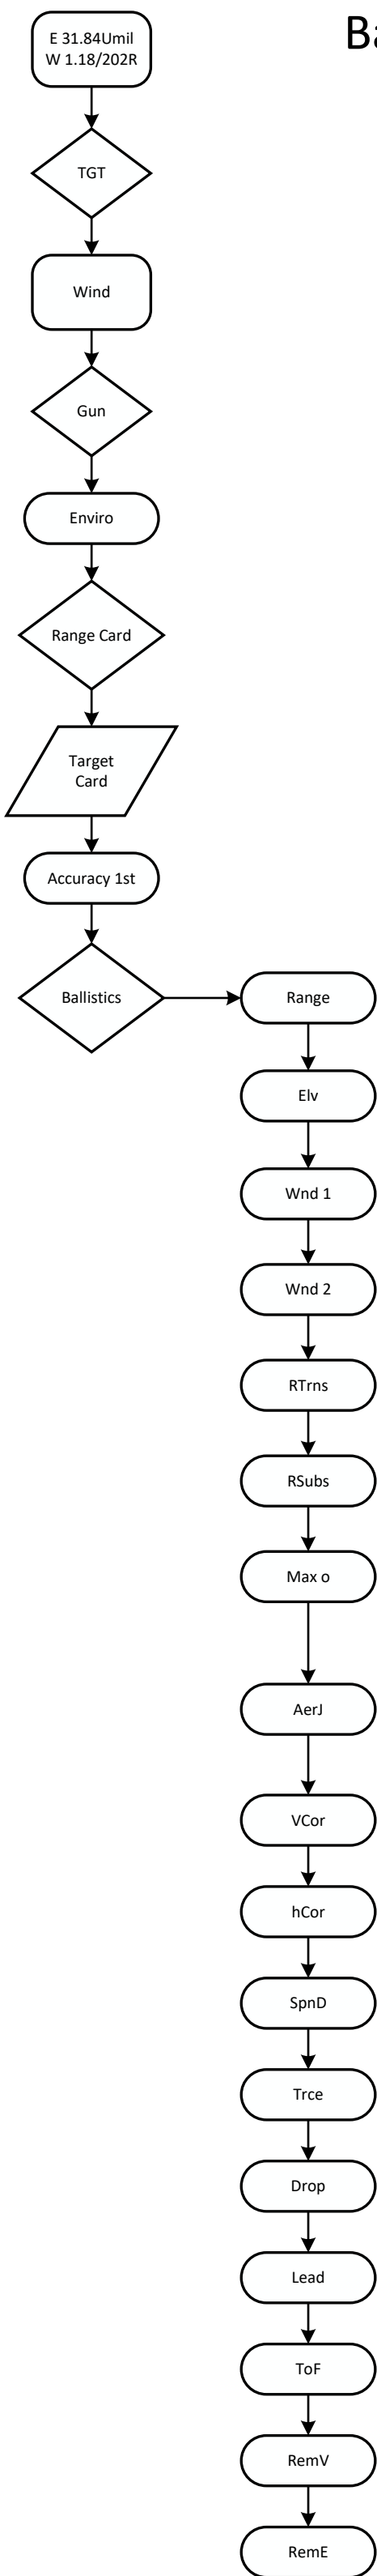 Ba
E 31.84Umil
W 1.18/202R
TGT
Wind
Gun
Enviro
Range Card
Target
Card
Accuracy 1st
Ballistics
Range
Elv
Wnd 1
Wnd 2
RTrns
RSubs
Max o
AerJ
VCor
hCor
SpnD
Trce
Drop
Lead
ToF
RemV
RemE